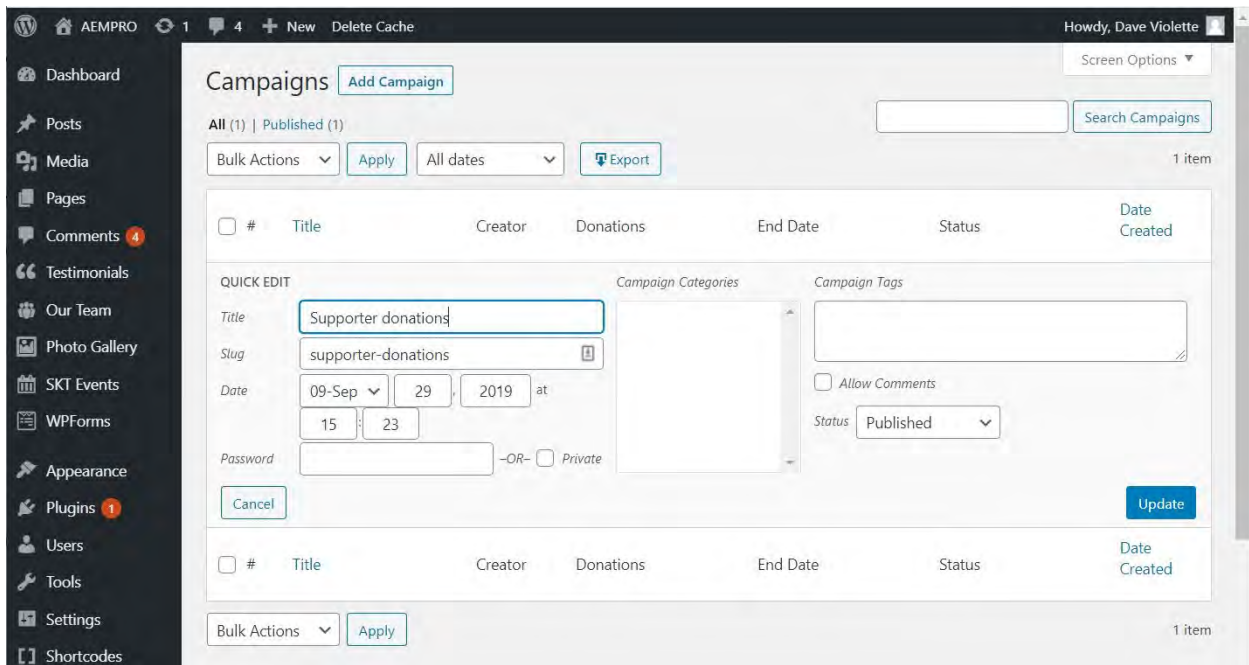 AEMPRO 1 4 New Delete Cache Howdy, Dave Violette
Screen Options
Dashboard
Posts
Media
Pages
Comments 4
Testimonials
Our Team
Photo Gallery
SKT Events
WPForms
Appearance
Plugins 1
Users
Tools
Settings
Shortcodes
Campaigns Add Campaign
All (1) | Published (1)
Search Campaigns
Bulk Actions Apply All dates Export 1 item
# Title Creator Donations End Date Status Date Created
QUICK EDIT
Title Supporter donations
Slug supporter-donations
Date 09-Sep 29 , 2019 at
15 : 23
Password –OR– Private
Campaign Categories
Campaign Tags
Allow Comments
Status Published
Cancel Update
# Title Creator Donations End Date Status Date Created
Bulk Actions Apply 1 item